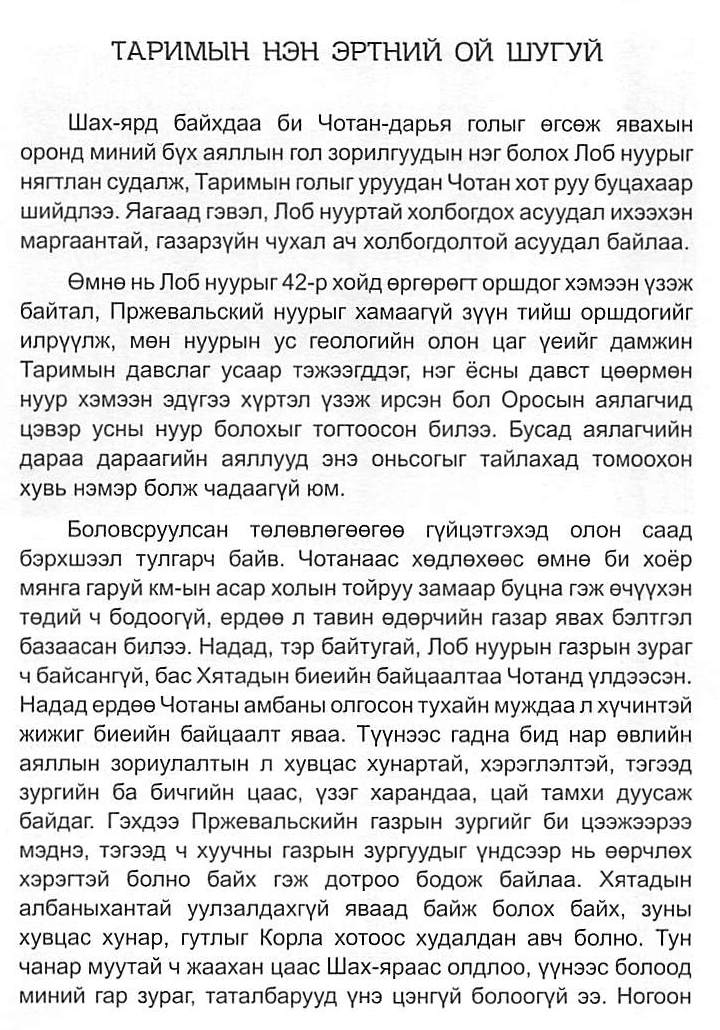 ТАРИМЫН НЭН ЭРТНИЙ ОЙ ШУГУЙ
Шах-ярд байхдаа би Чотан-дарья голыг өгсөж явахын
оронд миний бүх аяллын гол зорилгуудын нэг болох Лоб нуурыг
нягтлан судалж, Таримын голыг уруудан Чотан хот руу буцахаар
шийдлээ. Яагаад гэвэл, Лоб нууртай холбогдох асуудал ихээхэн
маргаантай, газарзүйн чухал ач холбогдолтой асуудал байлаа.
Өмнө нь Лоб нуурыг 42-р хойд өргөрөгт оршдог хэмээн үзэж
байтал, Пржевальский нуурыг хамаагүй зүүн тийш оршдогийг
илрүүлж, мөн нуурын ус геологийн олон цаг үеийг дамжин
Таримын давслаг усаар тэжээгддэг, нэг ёсны давст цөөрмөн
нуур хэмээн эдүгээ хүртэл үзэж ирсэн бол Оросын аялагчид
цэвэр усны нуур болохыг тогтоосон билээ. Бусад аялагчийн
дараа дараагийн аяллууд энэ оньсогыг тайлахад томоохон
хувь нэмэр болж чадаагүй юм.
Боловсруулсан төлөвлөгөөгөө гүйцэтгэхэд олон саад
бэрхшээл тулгарч байв. Чотанаас хөдлөхөөс өмнө би хоёр
мянга гаруй км-ын асар холын тойруу замаар буцна гэж өчүүхэн
төдий ч бодоогүй, ердөө л тавин өдөрчийн газар явах бэлтгэл
базаасан билээ. Надад, тэр байтугай, Лоб нуурын газрын зураг
ч байсангүй, бас Хятадын биеийн байцаалтаа Чотанд үлдээсэн.
Надад ердөө Чотаны амбаны олгосон тухайн муждаа л хүчинтэй
жижиг биеийн байцаалт яваа. Түүнээс гадна бид нар өвлийн
аяллын зориулалтын л хувцас хунартай, хэрэглэлтэй, тэгээд
зургийн ба бичгийн цаас, үзэг харандаа, цай тамхи дуусаж
байдаг. Гэхдээ Пржевальскийн газрын зургийг би цээжээрээ
мэднэ, тэгээд ч хуучны газрын зургуудыг үндсээр нь өөрчлөх
хэрэгтэй болно байх гэж дотроо бодож байлаа. Хятадын
албаныхантай уулзалдахгүй яваад байж болох байх, зуны
хувцас хунар, гутлыг Корла хотоос худалдан авч болно. Тун
чанар муутай ч жаахан цаас Шах-яраас олдлоо, үүнээс болоод
миний гар зураг, таталбарууд үнэ цэнгүй болоогүй ээ. Ногоон